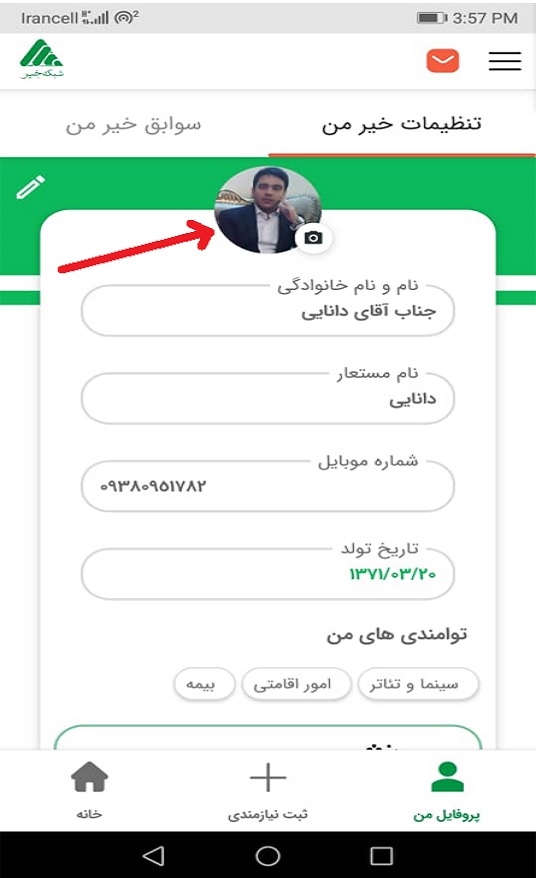 Irancell 2 3:57 PM
شبکه خیر
تنظیمات خیر من
سوابق خیر من
نام و نام خانوادگی
جناب آقای دانایی
نام مستعار
دانایی
شماره موبایل
۰۹۳۸۰۹۵۱۷۸۲
تاریخ تولد
۱۳۷۱/۰۳/۲۰
توامندی های من
سینما و تئاتر
امور اقامتی
بیمه
پروفایل من
ثبت نیازمندی
خانه